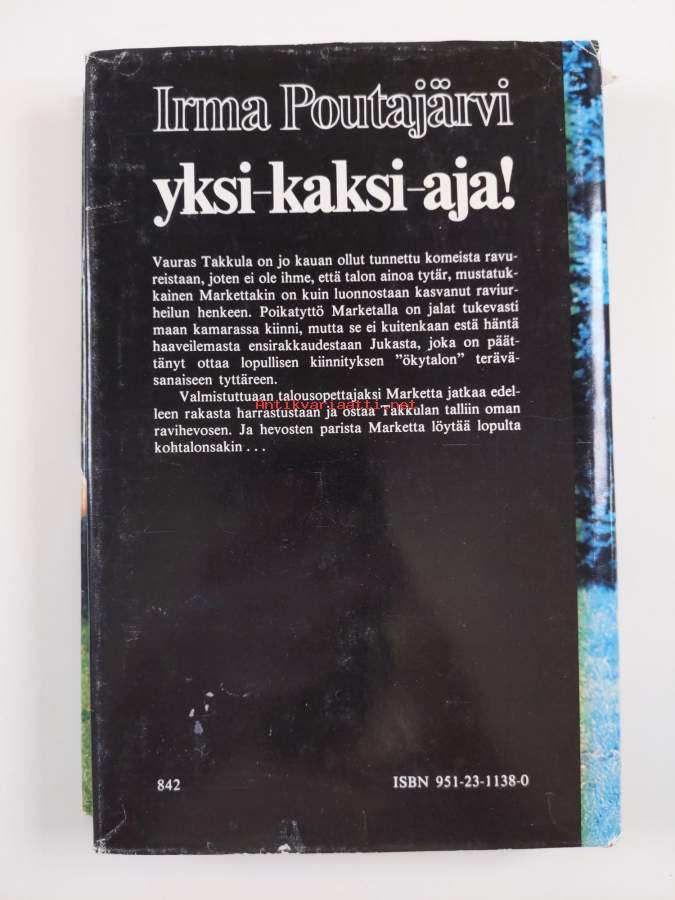 Irma Poutajärvi
yksi-kaksi-aja!
Vauras Takkula on jo kauan ollut tunnettu komeista ravu-
reistaan, joten ei ole ihme, että talon ainoa tytär, mustatuk-
kainen Markettakin on kuin luonnostaan kasvanut raviur-
heilun henkeen. Poikatyttö Marketalla on jalat tukevasti
maan kamarassa kiinni, mutta se ei kuitenkaan estä häntä
haaveilemasta ensirakkaudestaan Jukasta, joka on päät-
tänyt ottaa lopullisen kiinnityksen "ökytalon" terävä-
sanaiseen tyttäreen.
Valmistuttuaan talousopettajaksi Marketta jatkaa edel-
leen rakasta harrastustaan ja ostaa Takkulan talliin oman
Antikvariaatti.net
ravihevosen. Ja hevosten parista Marketta löytää lopulta
kohtalonsakin . . .
842
ISBN 951-23-1138-0